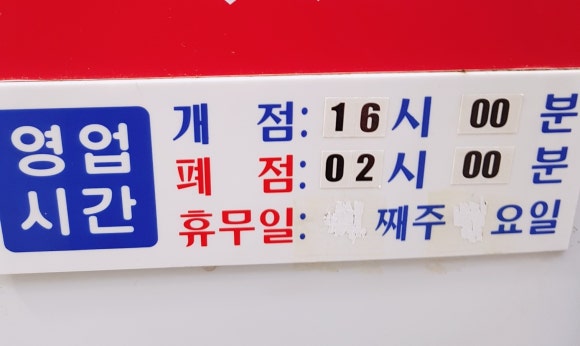 영업
시간
개 점: 16시 00분
폐 점: 02시 00분
휴무일: 째주 요일